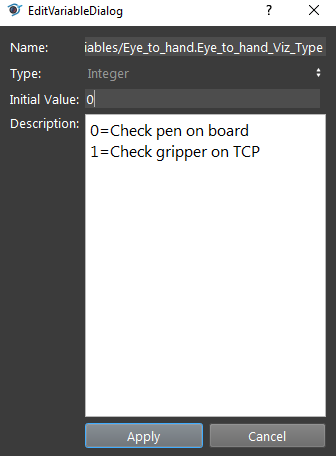 EditVariableDialog
?
Name: iables/Eye_to_hand.Eye_to_hand_Viz_Type
Type: Integer
Initial Value: 0
Description:
0=Check pen on board
1=Check gripper on TCP
Apply Cancel